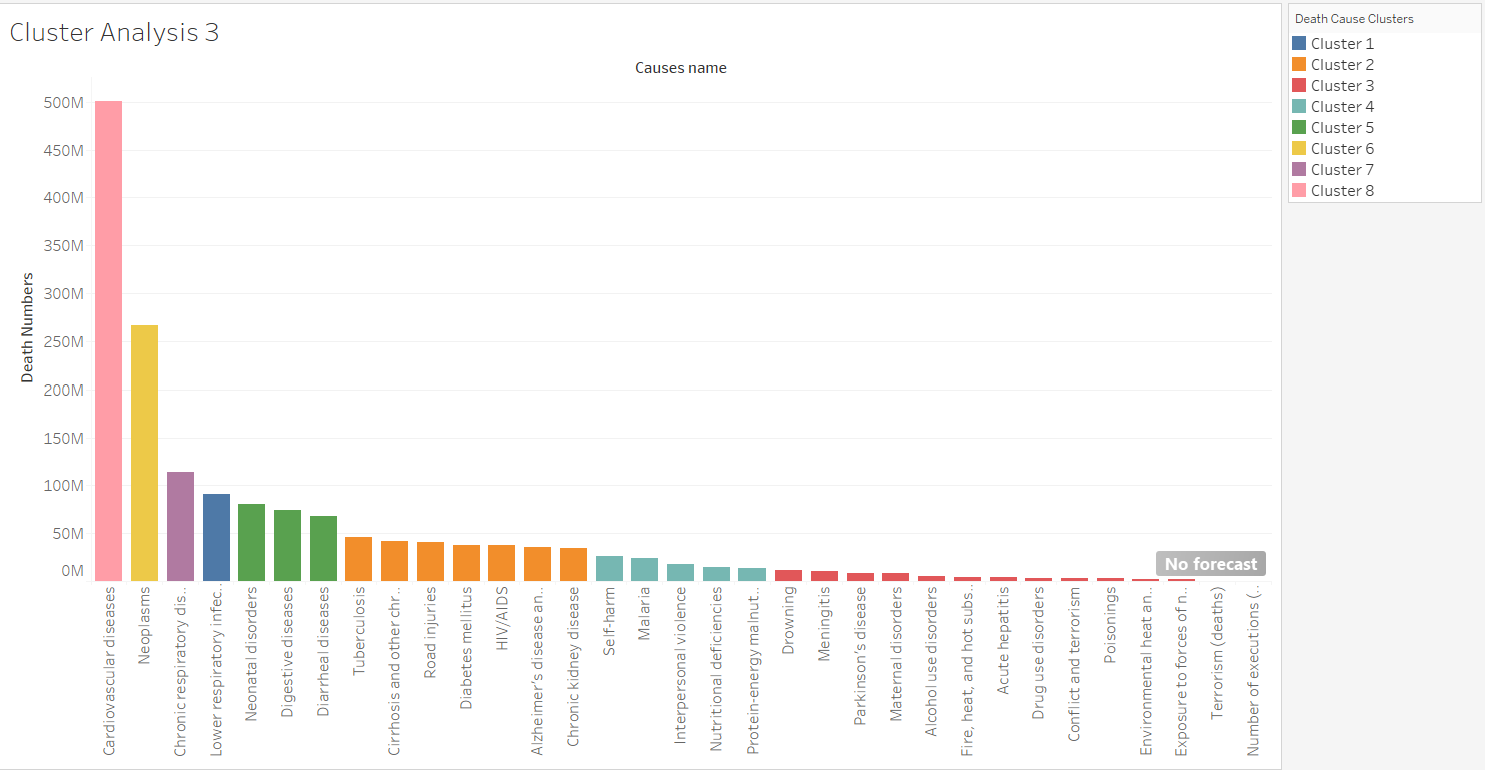 Cluster Analysis 3
Causes name
Death Numbers
500M
450M
400M
350M
300M
250M
200M
150M
100M
50M
0M
No forecast
Cardiovascular diseases
Neoplasms
Chronic respiratory dis..
Lower respiratory infec..
Neonatal disorders
Digestive diseases
Diarrheal diseases
Tuberculosis
Cirrhosis and other chr..
Road injuries
Diabetes mellitus
HIV/AIDS
Alzheimer's disease an..
Chronic kidney disease
Self-harm
Malaria
Interpersonal violence
Nutritional deficiencies
Protein-energy malnut..
Drowning
Meningitis
Parkinson's disease
Maternal disorders
Alcohol use disorders
Fire, heat, and hot subs..
Acute hepatitis
Drug use disorders
Conflict and terrorism
Poisonings
Environmental heat an..
Exposure to forces of n..
Terrorism (deaths)
Number of executions (..
Death Cause Clusters
Cluster 1
Cluster 2
Cluster 3
Cluster 4
Cluster 5
Cluster 6
Cluster 7
Cluster 8